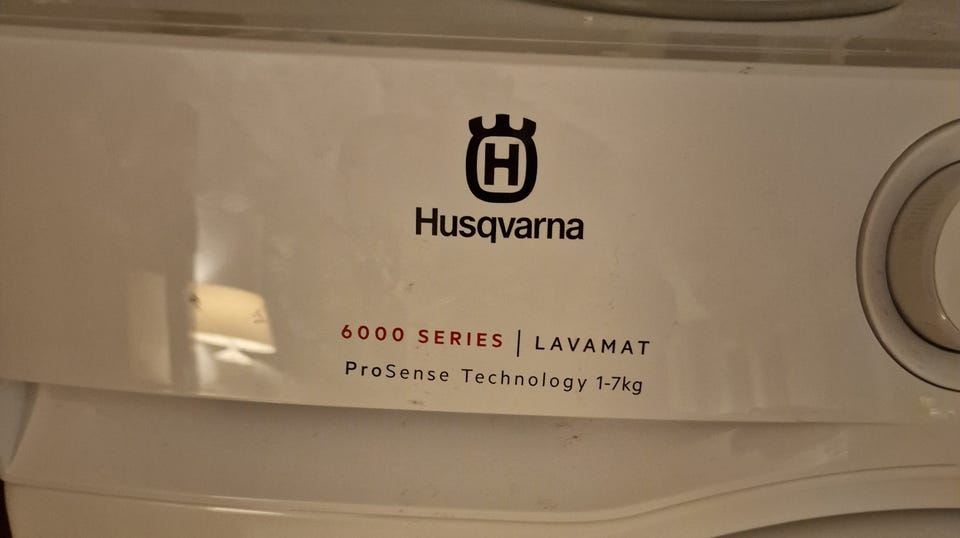 H
Husqvarna
6000 SERIES | LAVAMAT
ProSense Technology 1-7kg